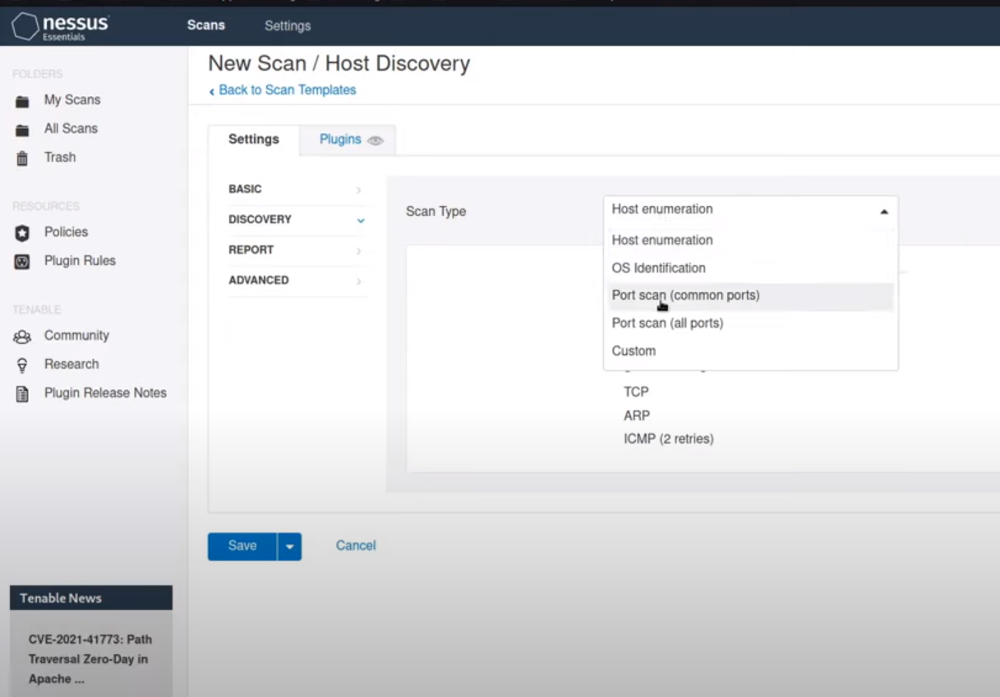 nessus
Essentials
Scans
Settings
FOLDERS
My Scans
All Scans
Trash
RESOURCES
Policies
Plugin Rules
TENABLE
Community
Research
Plugin Release Notes
Tenable News
CVE-2021-41773: Path
Traversal Zero-Day in
Apache ...
New Scan / Host Discovery
Back to Scan Templates
Settings
Plugins
BASIC
DISCOVERY
REPORT
ADVANCED
Scan Type
Host enumeration
Host enumeration
OS Identification
Port scan (common ports)
Port scan (all ports)
Custom
TCP
ARP
ICMP (2 retries)
Save
Cancel